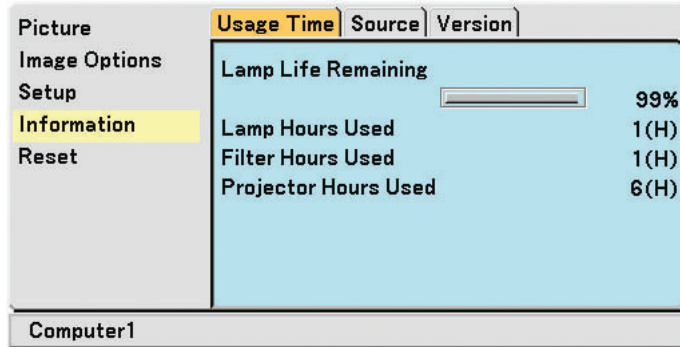 Picture
Image Options
Setup
Information
Reset
Usage Time Source Version
Lamp Life Remaining
99%
Lamp Hours Used 1(H)
Filter Hours Used 1(H)
Projector Hours Used 6(H)
Computer1